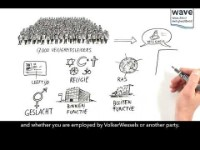 wave
12.000 VEILIGHEIDSLEIDERS
LEEFTIJD
RELIGIE
RAS
GESLACHT
BINNEN
FUNCTIE
BUITEN
FUNCTIE
and whether you are employed by VolkerWessels or another party.